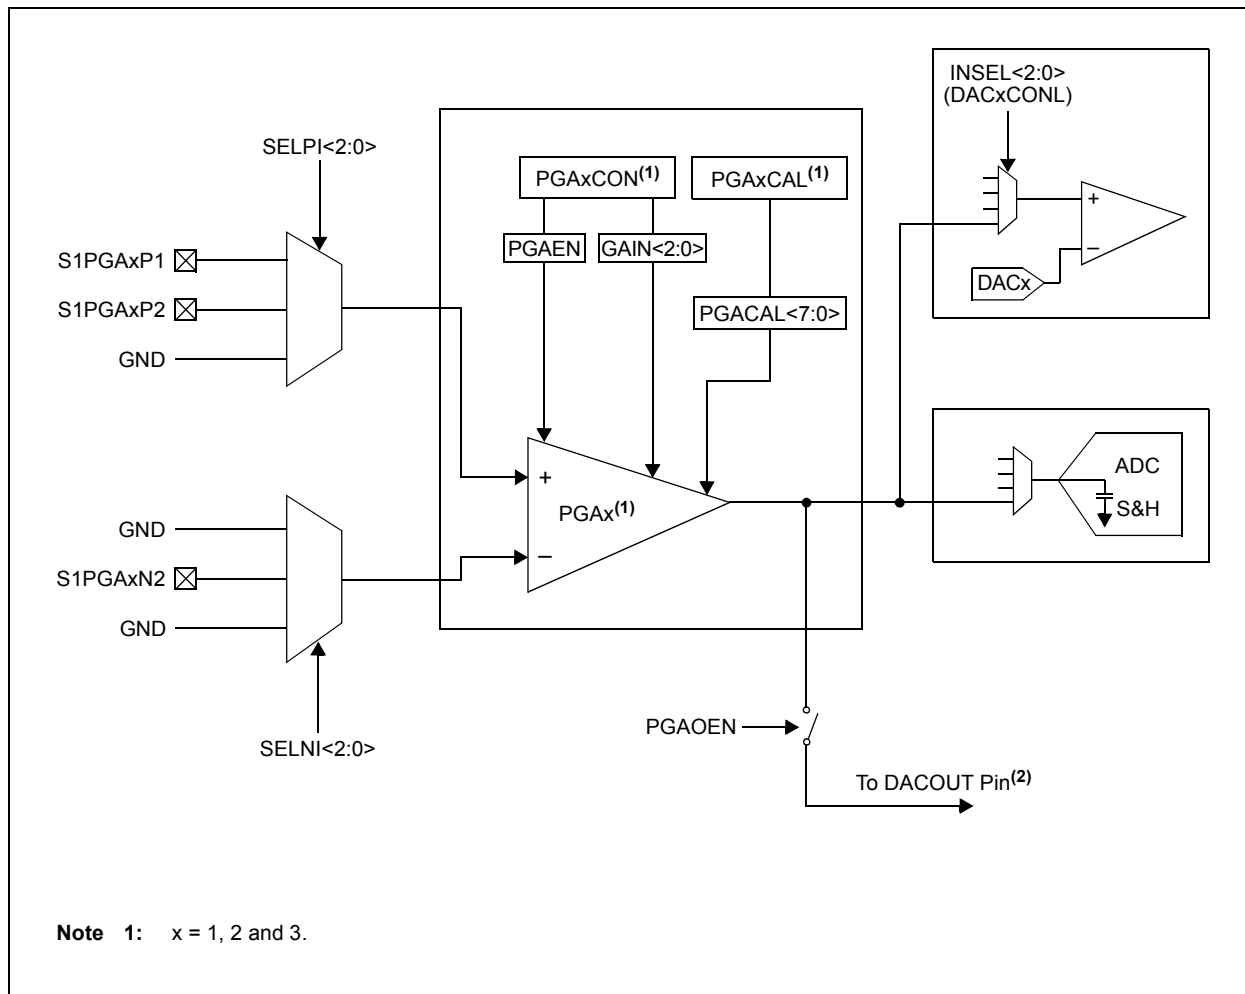 INSEL<2:0>
(DACxCONL)
SELPI<2:0>
PGAxCON(1)
PGAxCAL(1)
+
PGAEN
GAIN<2:0>
S1PGAxP1
–
DACx
S1PGAxP2
PGACAL<7:0>
GND
ADC
+
S&H
PGAx(1)
GND
–
S1PGAxN2
GND
PGAOEN
SELNI<2:0>
To DACOUT Pin(2)
Note 1: x = 1, 2 and 3.